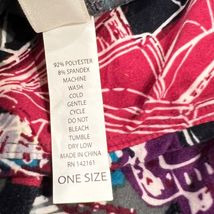 92% POLYESTER
8% SPANDEX
MACHINE
WASH
COLD
GENTLE
CYCLE
DO NOT
BLEACH
TUMBLE
DRY LOW
MADE IN CHINA
RN 142161
ONE SIZE